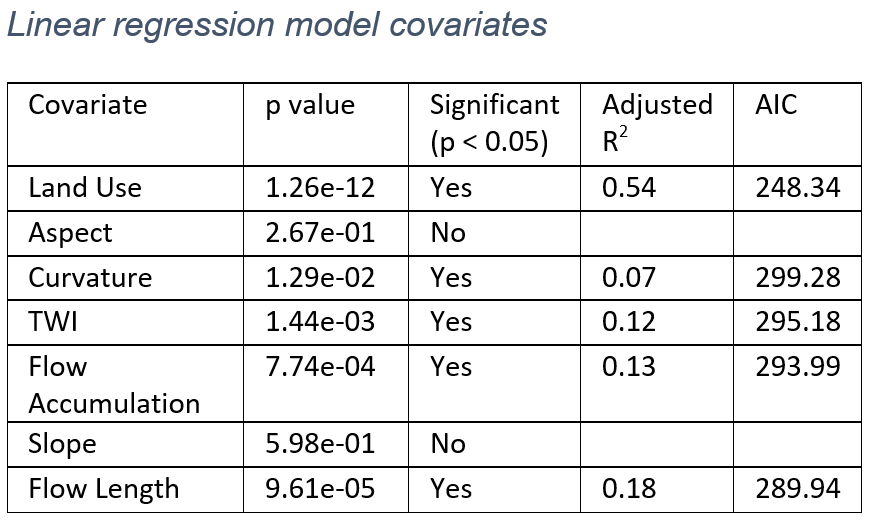 Linear regression model covariates
Covariate p value Significant Adjusted AIC
(p < 0.05) R²
Land Use 1.26e-12 Yes 0.54 248.34
Aspect 2.67e-01 No
Curvature 1.29e-02 Yes 0.07 299.28
TWI 1.44e-03 Yes 0.12 295.18
Flow 7.74e-04 Yes 0.13 293.99
Accumulation
Slope 5.98e-01 No
Flow Length 9.61e-05 Yes 0.18 289.94